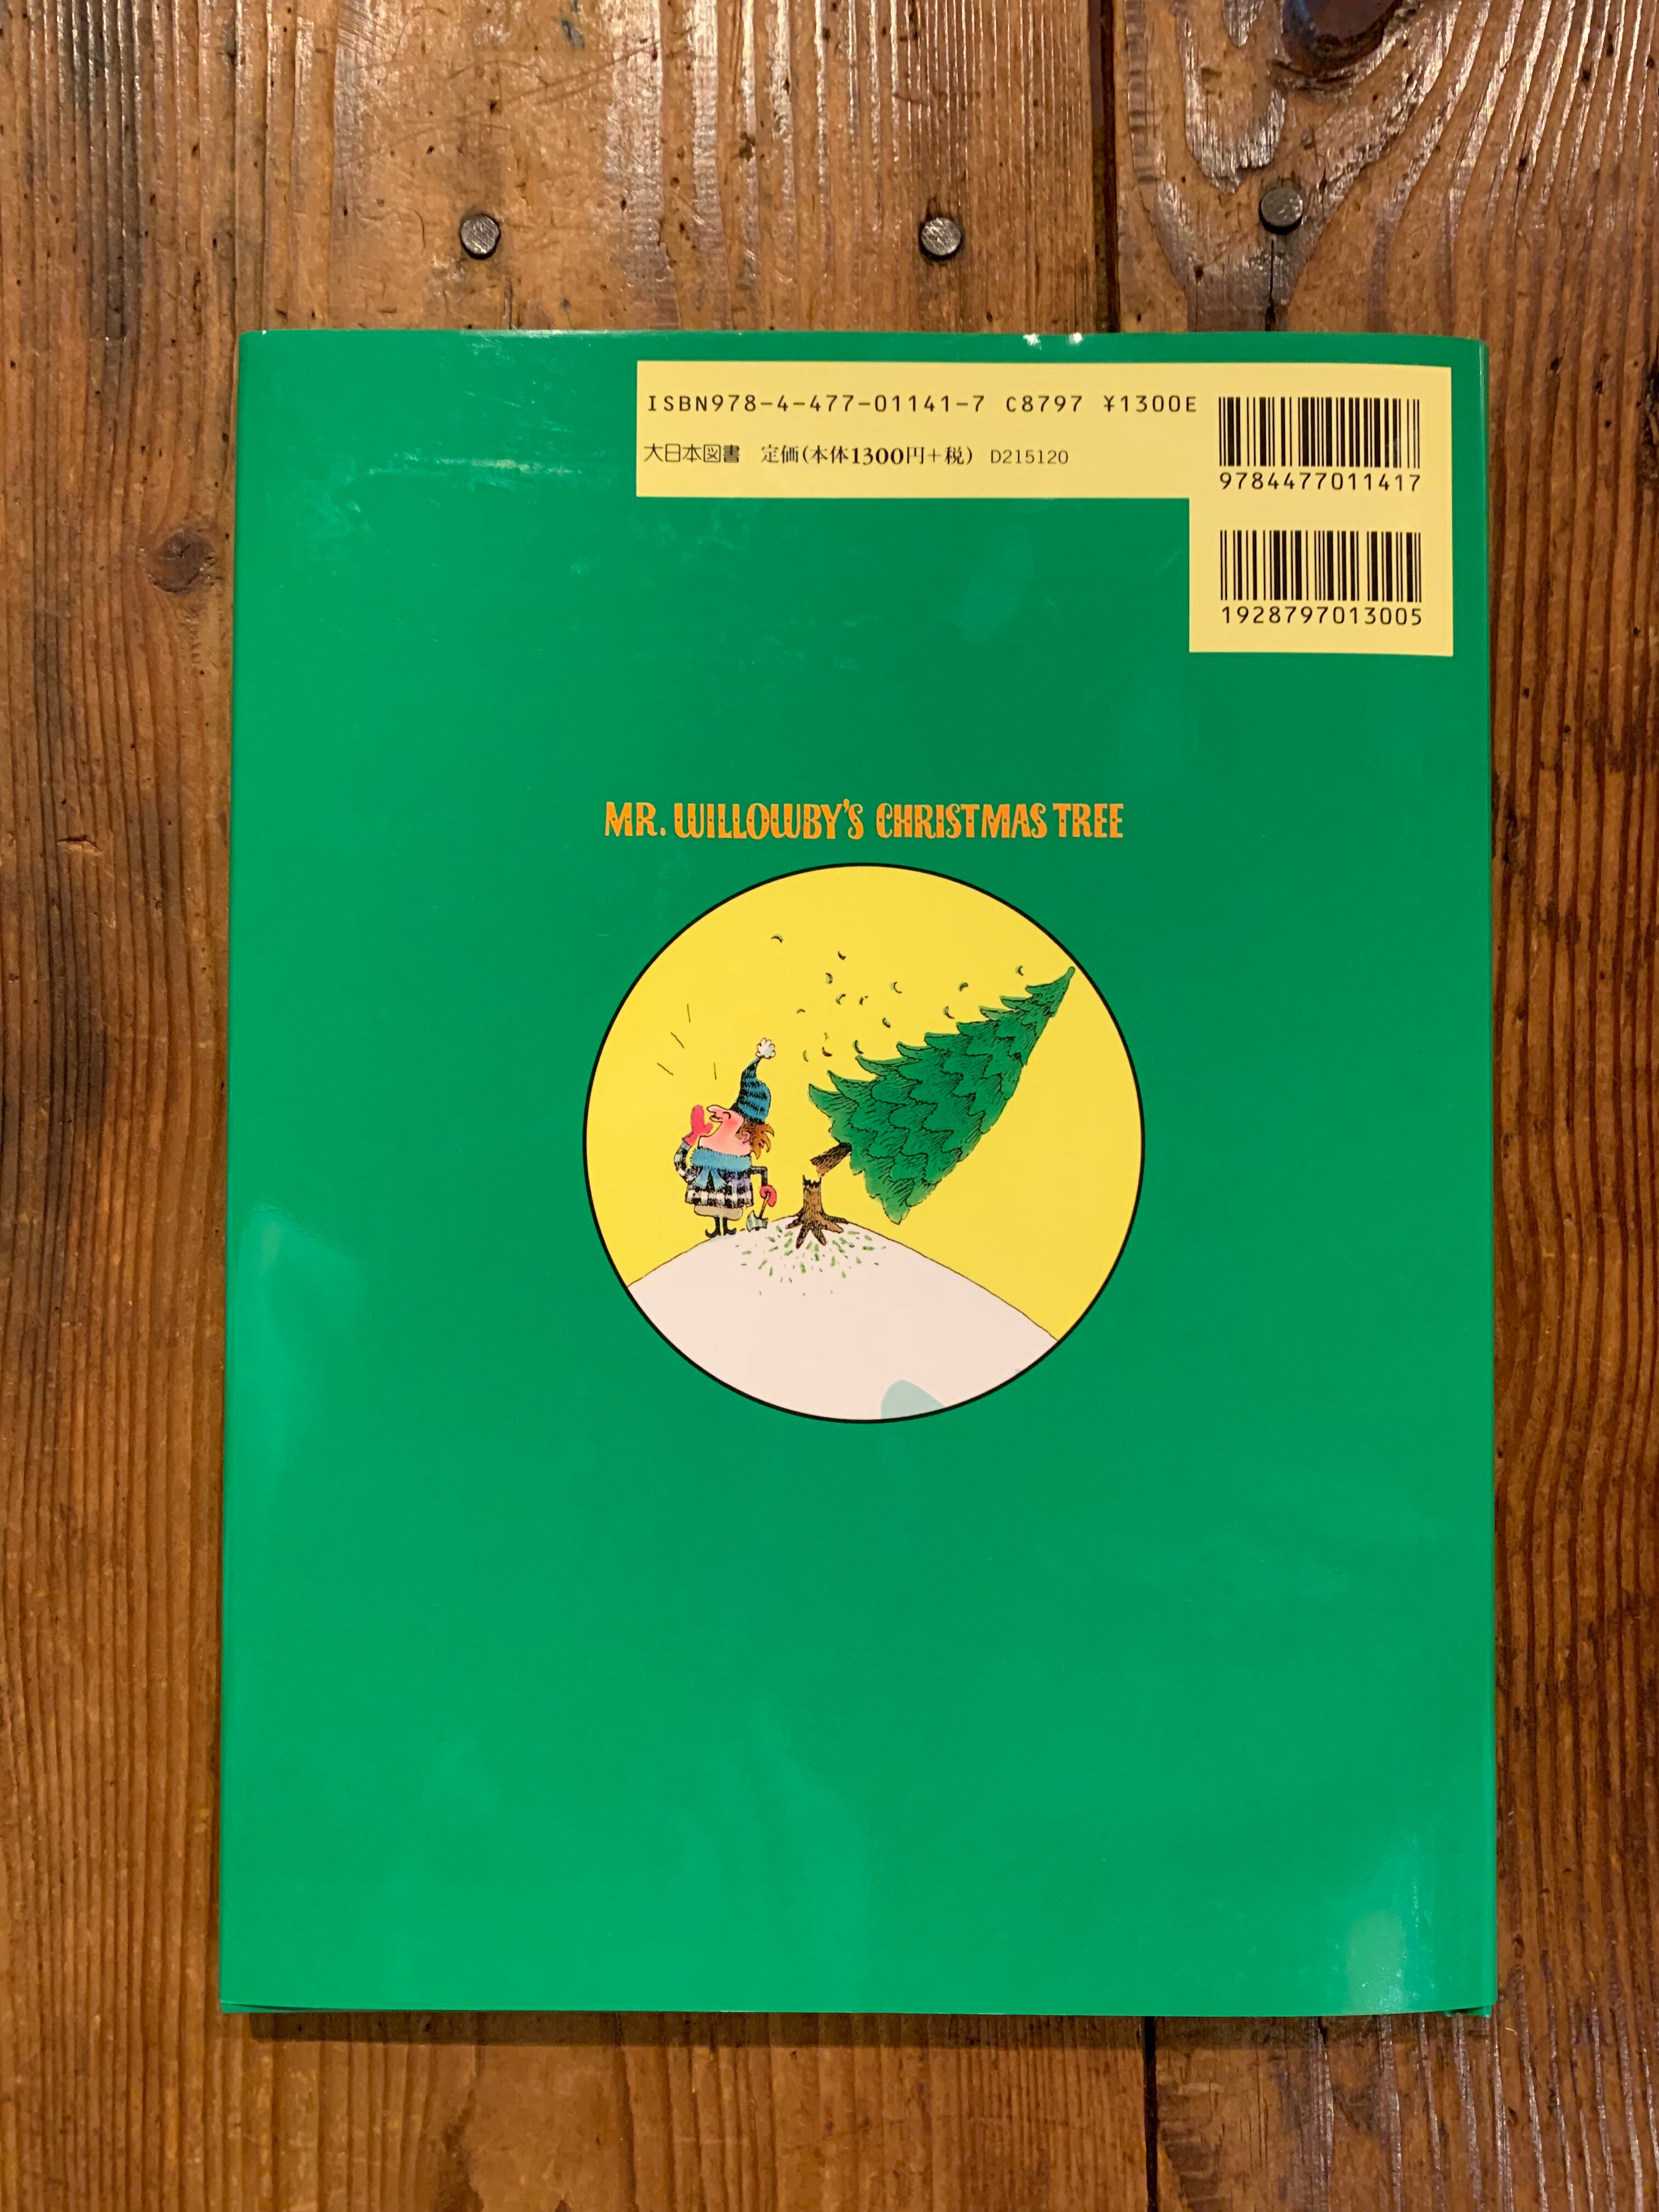 ISBN978-4-477-01141-7 C8797 ¥1300E
大日本図書 定価(本体1300円+税) D215120
9784477011417
1928797013005
MR. WILLOWBY'S CHRISTMAS TREE